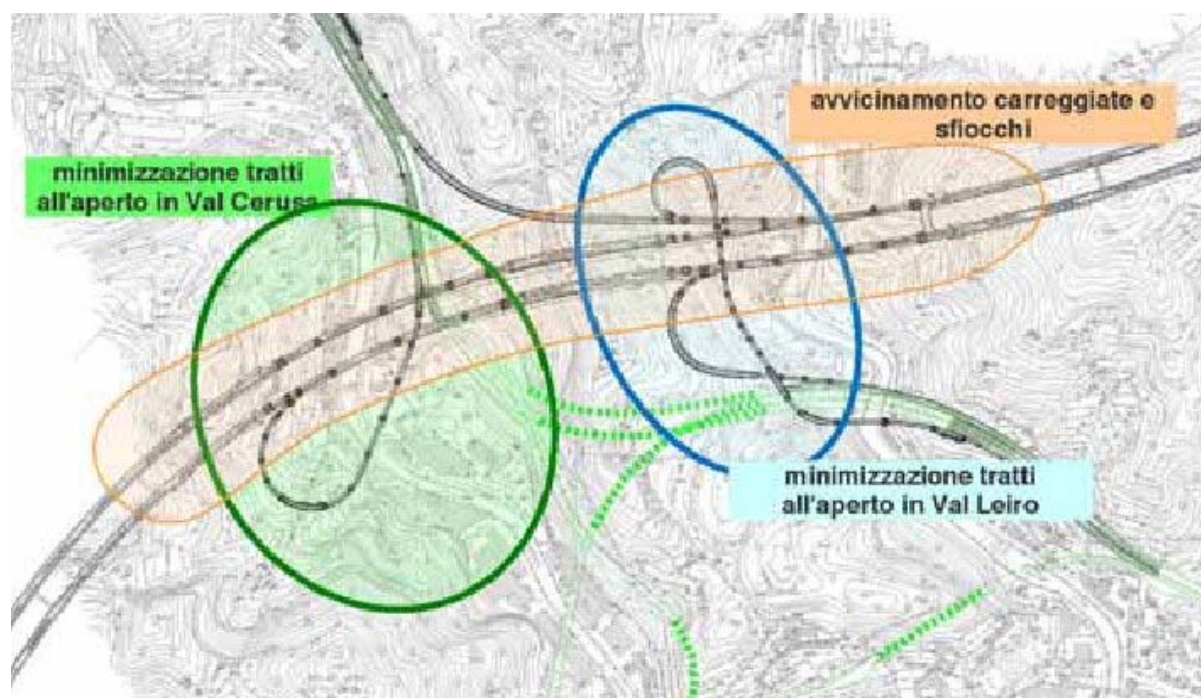 avvicinamento carreggiate e
sfiocchi
minimizzazione tratti
all'aperto in Val Cerusa
minimizzazione tratti
all'aperto in Val Leiro